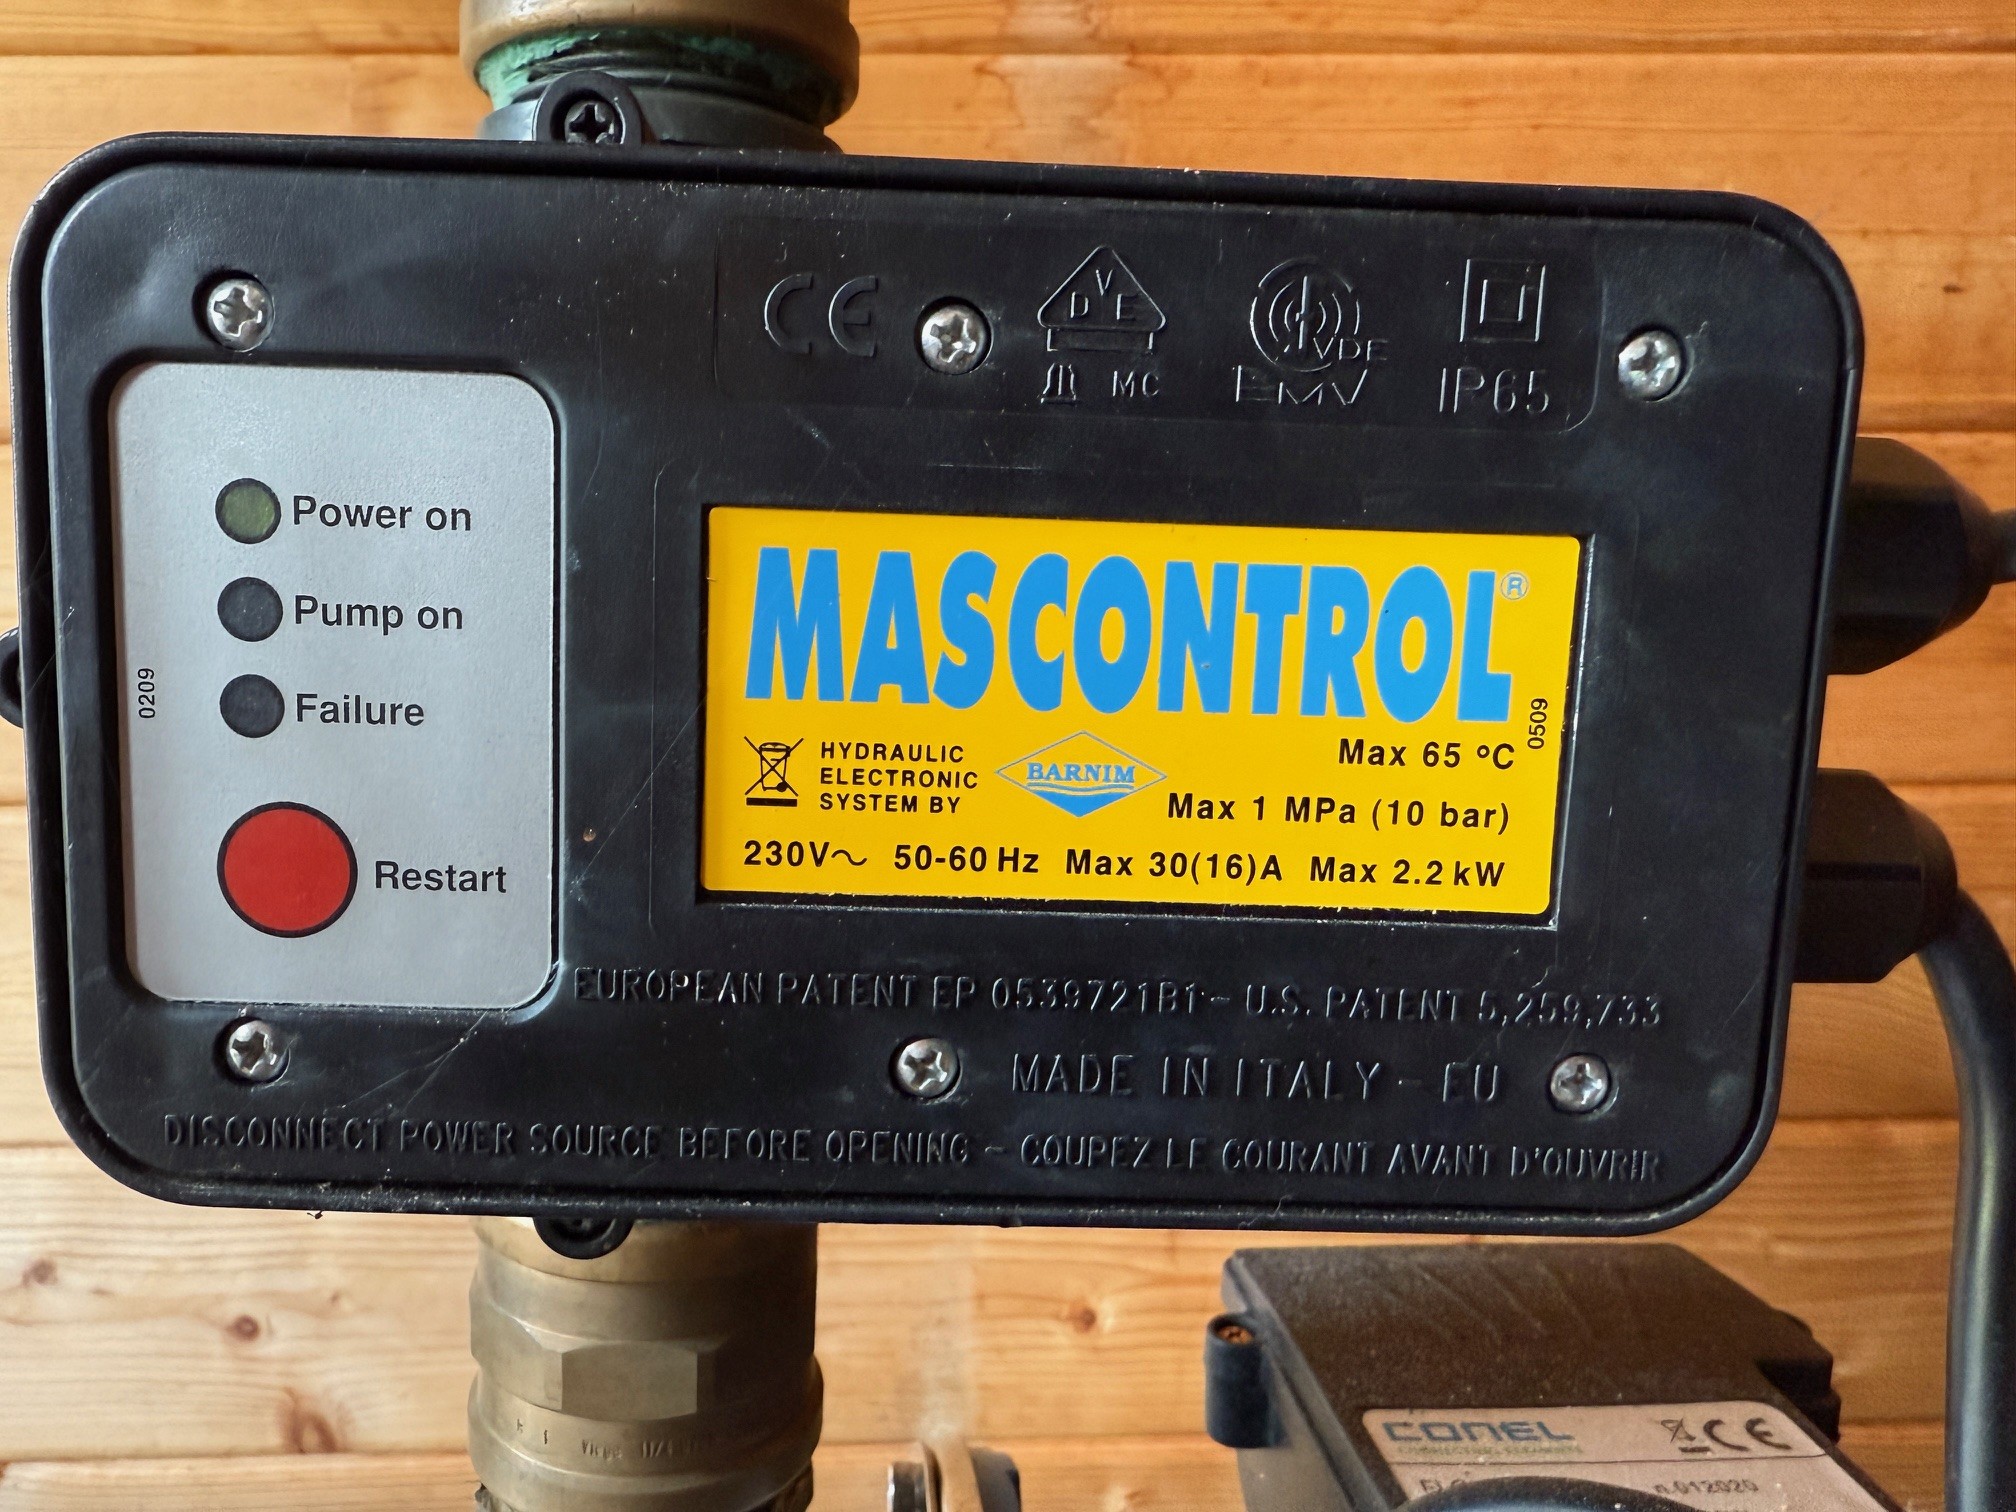 CE
VDE
MC
VDE
EMV
IP65
Power on
Pump on
Failure
0209
Restart
MASCONTROL®
0509
HYDRAULIC
ELECTRONIC
SYSTEM BY
BARNIM
Max 65 °C
Max 1 MPa (10 bar)
230V~ 50-60 Hz Max 30(16)A Max 2.2 kW
EUROPEAN PATENT EP 0539721B1 - U.S. PATENT 5,259,733
MADE IN ITALY - EU
DISCONNECT POWER SOURCE BEFORE OPENING - COUPEZ LE COURANT AVANT D'OUVRIR
CONEL
CE
012020